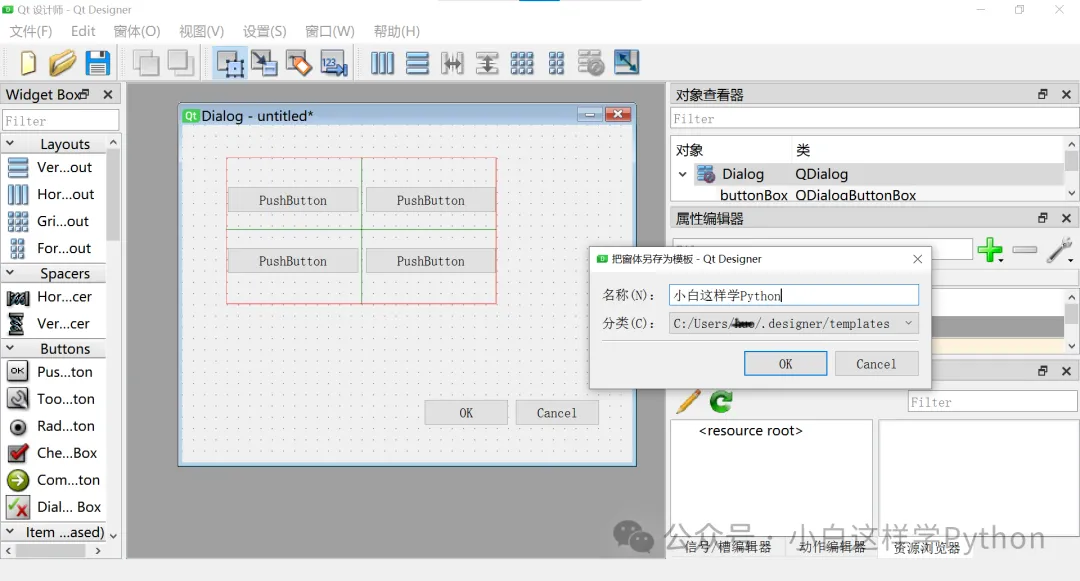 Qt 设计师 - Qt Designer
文件(F) Edit 窗体(O) 视图(V) 设置(S) 窗口(W) 帮助(H)
123
Widget Box
Filter
Layouts
Ver...out
Hor...out
Gri...out
For...out
Spacers
Hor...cer
Ver...cer
Buttons
OK Pus...ton
Too...ton
Rad...ton
Che...Box
Com...ton
Dial... Box
Item ...ased)
Qt Dialog - untitled*
PushButton PushButton
PushButton PushButton
OK Cancel
对象查看器
Filter
对象 类
Dialog QDialog
buttonBox QDialogButtonBox
属性编辑器
把窗体另存为模板 - Qt Designer
名称(N): 小白这样学Python
分类(C): C:/Users/ /.designer/templates
OK Cancel
Filter
<resource root>
公众号 · 小白这样学Python
信号/槽编辑器 动作编辑器 资源浏览器